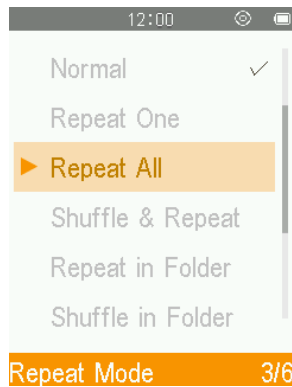 12:00
Normal
Repeat One
Repeat All
Shuffle & Repeat
Repeat in Folder
Shuffle in Folder
Repeat Mode 3/6